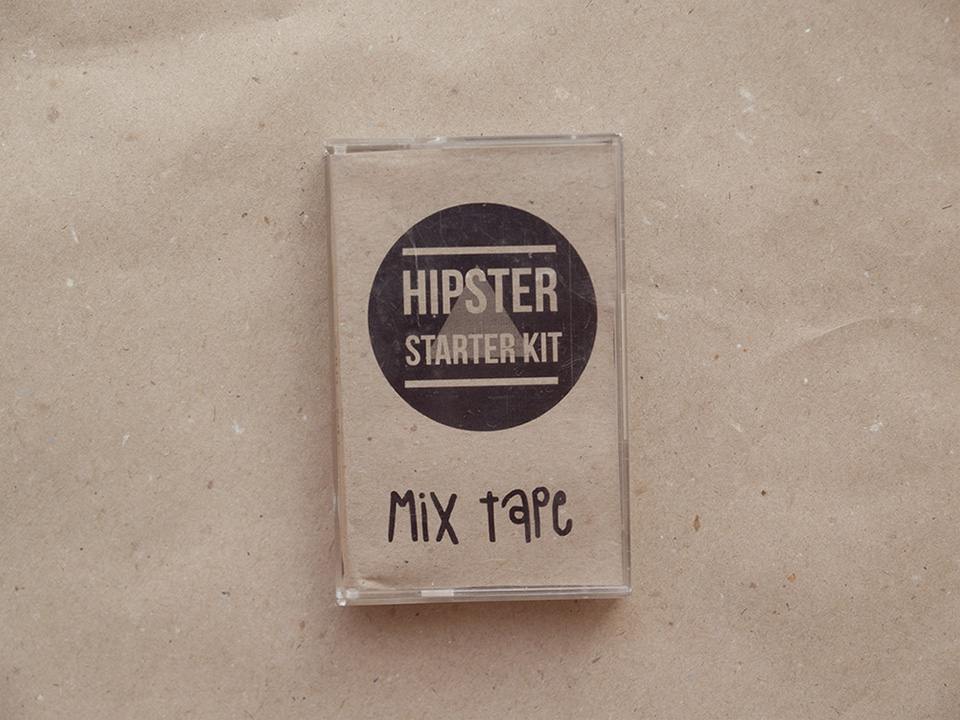 HIPSTER
STARTER KIT
Mix tape